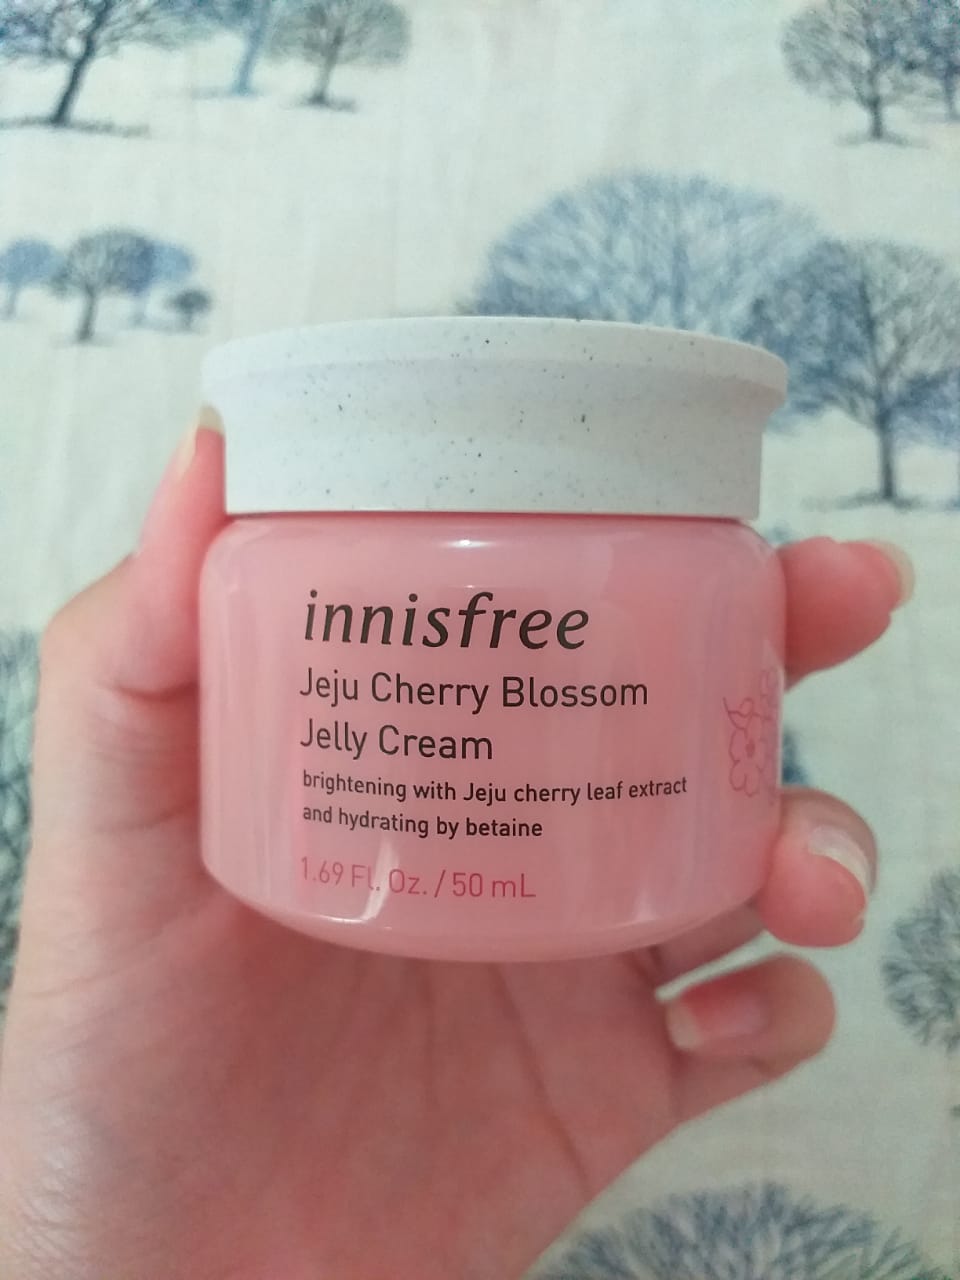 innisfree
Jeju Cherry Blossom
Jelly Cream
brightening with Jeju cherry leaf extract
and hydrating by betaine
1.69 Fl. Oz. / 50 mL